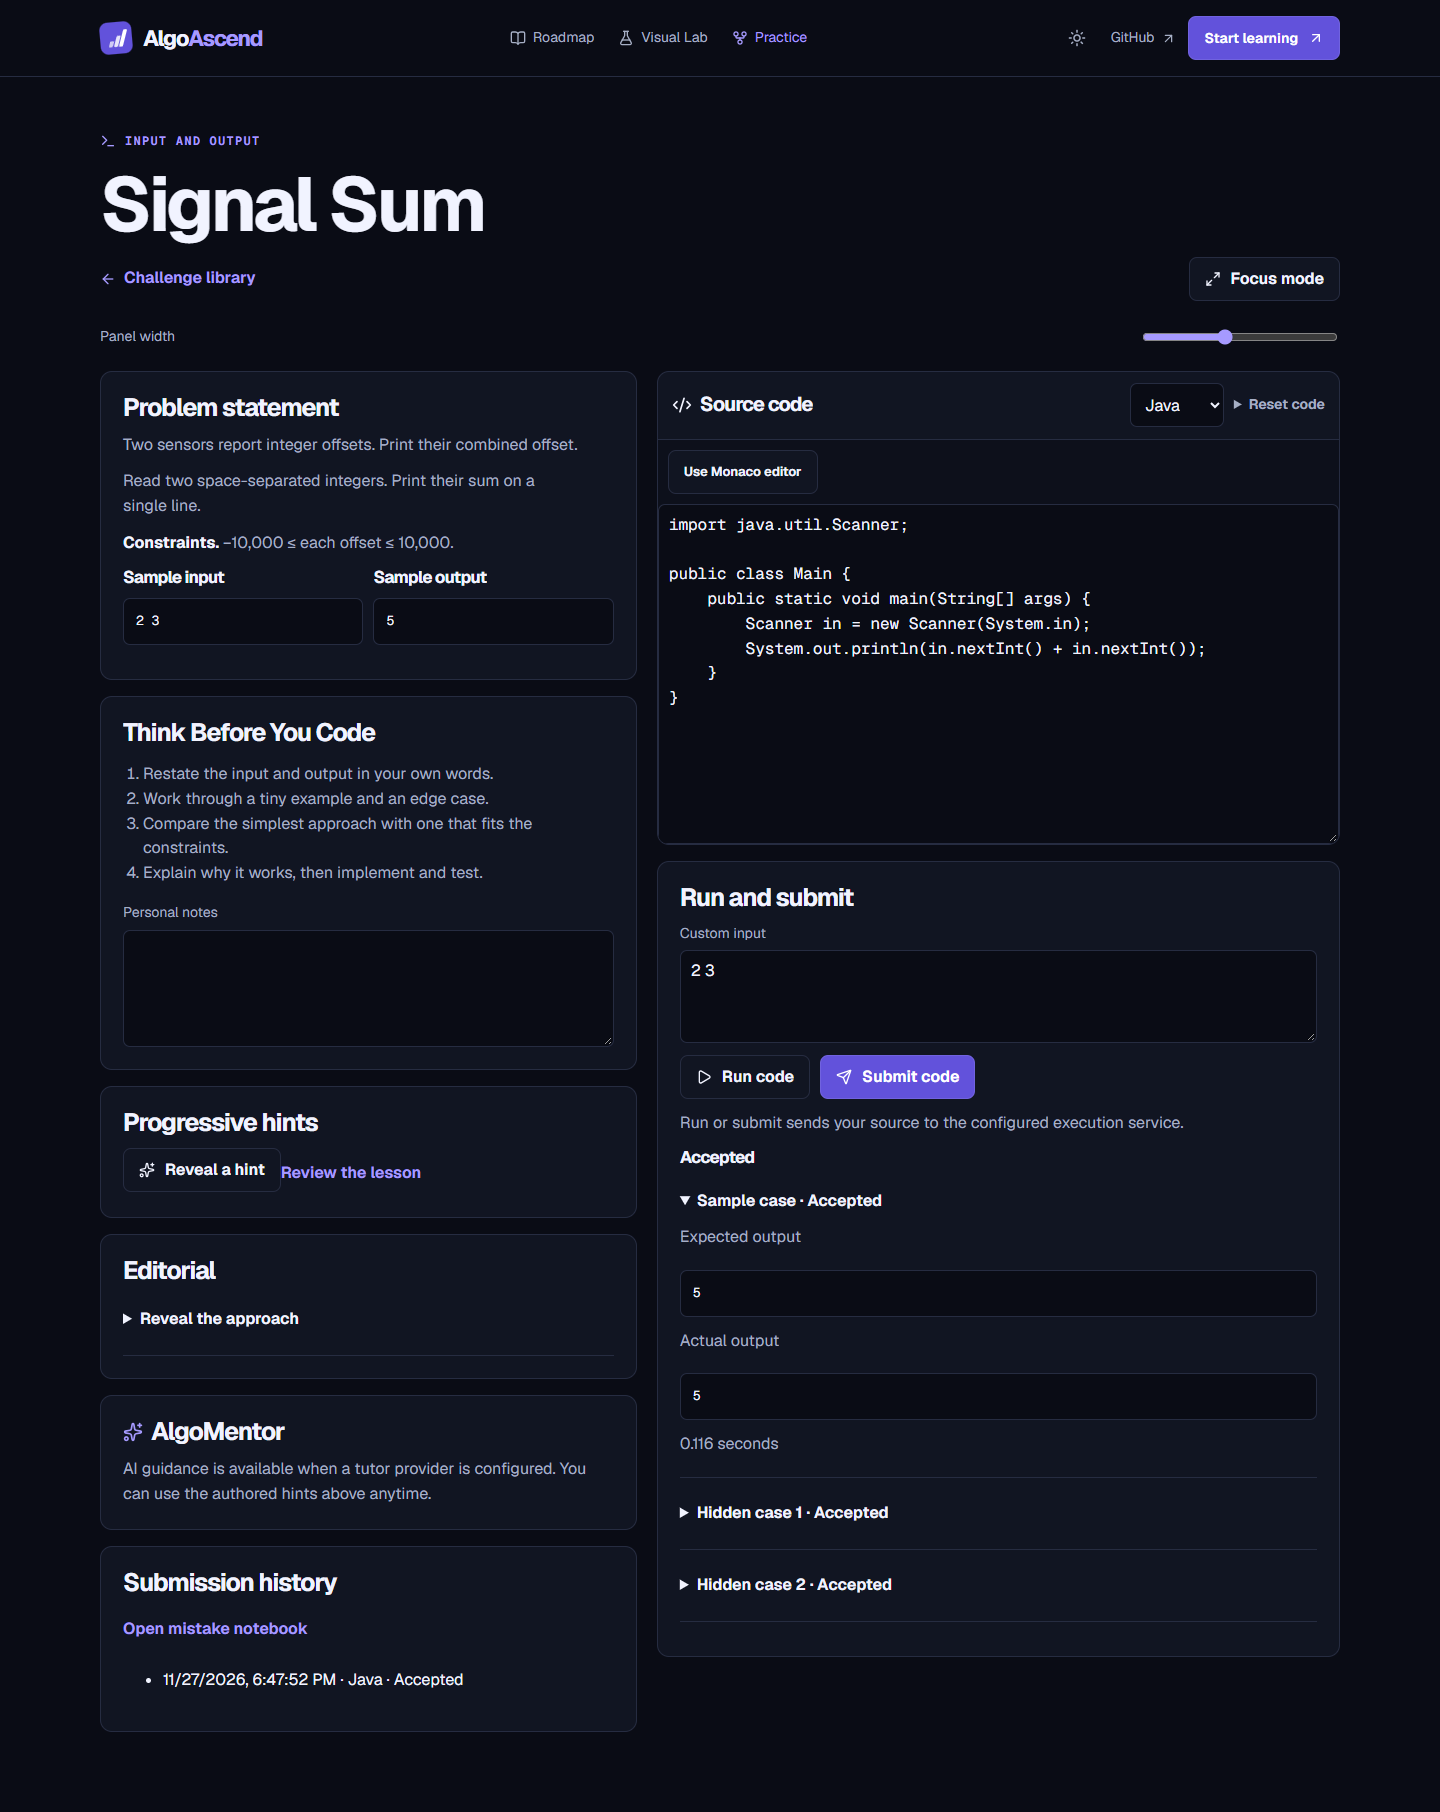 AlgoAscend
Roadmap
Visual Lab
Practice
GitHub
Start learning
INPUT AND OUTPUT
Signal Sum
Challenge library
Focus mode
Panel width
Problem statement
Two sensors report integer offsets. Print their combined offset.
Read two space-separated integers. Print their sum on a
single line.
Constraints. −10,000 ≤ each offset ≤ 10,000.
Sample input
Sample output
2 3
5
Think Before You Code
1. Restate the input and output in your own words.
2. Work through a tiny example and an edge case.
3. Compare the simplest approach with one that fits the
constraints.
4. Explain why it works, then implement and test.
Personal notes
Progressive hints
Reveal a hint
Review the lesson
Editorial
Reveal the approach
AlgoMentor
AI guidance is available when a tutor provider is configured. You
can use the authored hints above anytime.
Submission history
Open mistake notebook
11/27/2026, 6:47:52 PM · Java · Accepted
Source code
Java
Reset code
Use Monaco editor
import java.util.Scanner;
public class Main {
    public static void main(String[] args) {
        Scanner in = new Scanner(System.in);
        System.out.println(in.nextInt() + in.nextInt());
    }
}
Run and submit
Custom input
2 3
Run code
Submit code
Run or submit sends your source to the configured execution service.
Accepted
Sample case · Accepted
Expected output
5
Actual output
5
0.116 seconds
Hidden case 1 · Accepted
Hidden case 2 · Accepted